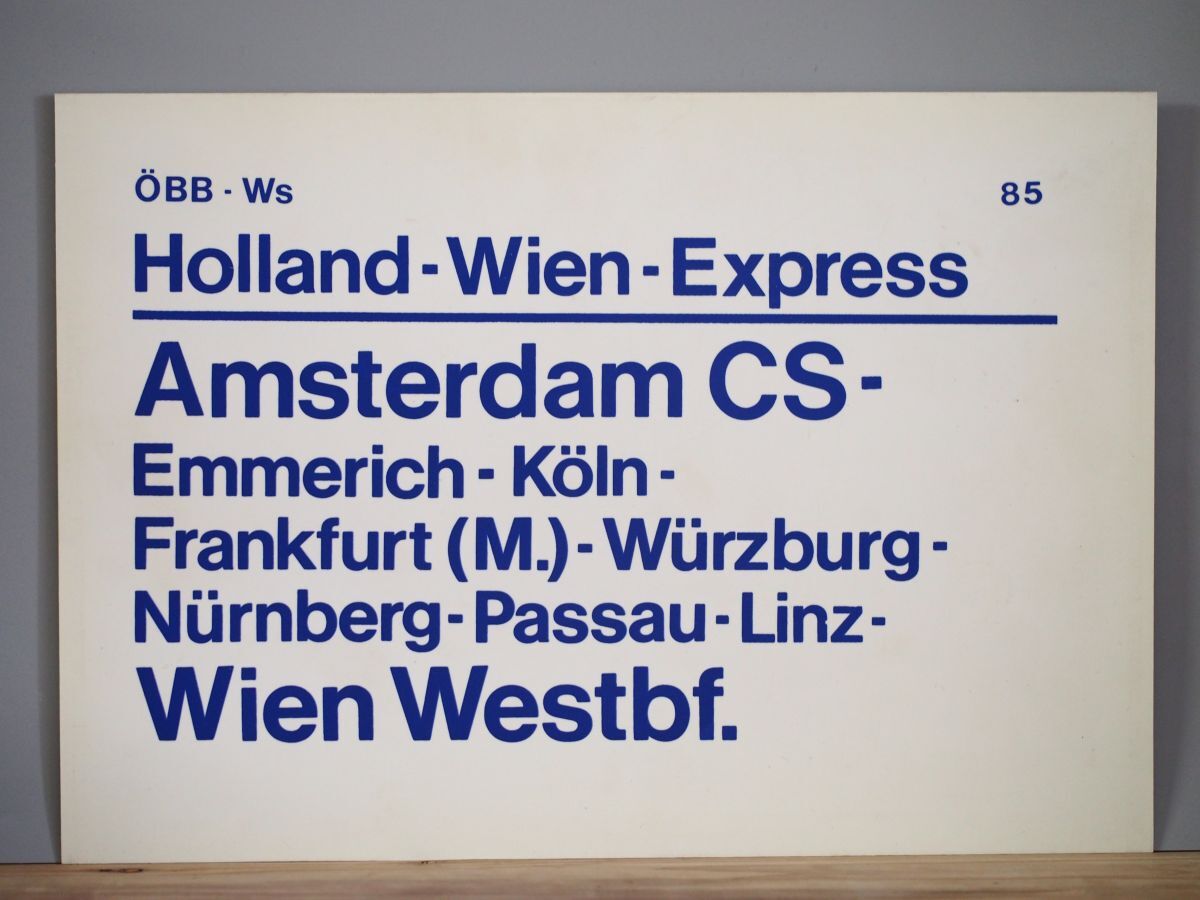 ÖBB - Ws 85
Holland - Wien - Express
Amsterdam CS -
Emmerich - Köln -
Frankfurt (M.) - Würzburg -
Nürnberg - Passau - Linz -
Wien Westbf.